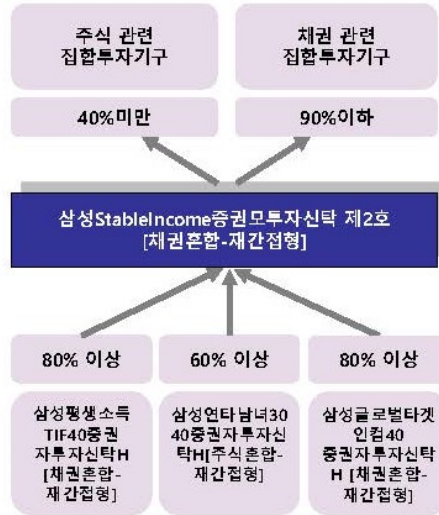 주식 관련
집합투자기구
채권 관련
집합투자기구
40%미만
90%이하
삼성StableIncome증권모투자신탁 제2호
[채권혼합-재간접형]
80% 이상
60% 이상
80% 이상
삼성평생소득
TIF40증권
자투자신탁H
[채권혼합-
재간접형]
삼성연타남녀30
40증권자투자신
탁H[주식혼합-
재간접형]
삼성글로벌타겟
인컴40
증권자투자신탁
H [채권혼합-
재간접형]